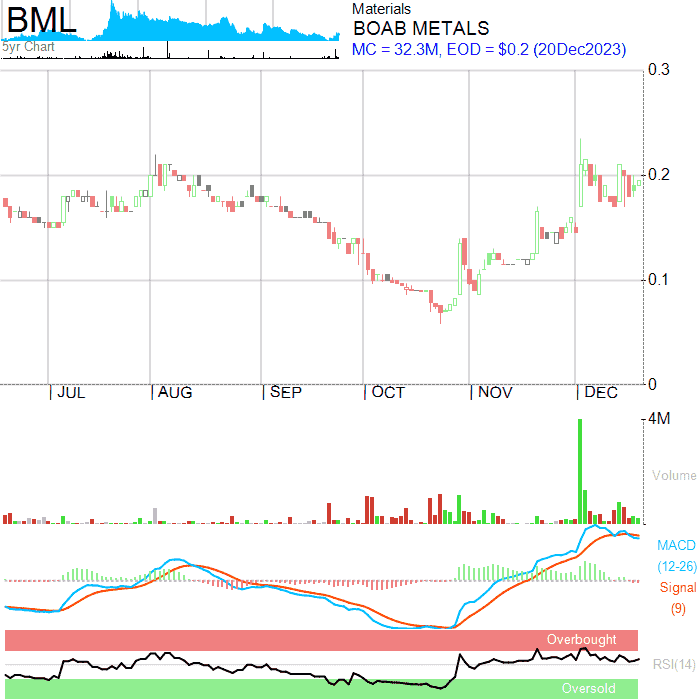 BML
5yr Chart
Materials
BOAB METALS
MC = 32.3M, EOD = $0.2 (20Dec2023)
0.3
0.2
0.1
0
JUL AUG SEP OCT NOV DEC
4M
Volume
MACD
(12-26)
Signal
(9)
Overbought
RSI(14)
Oversold